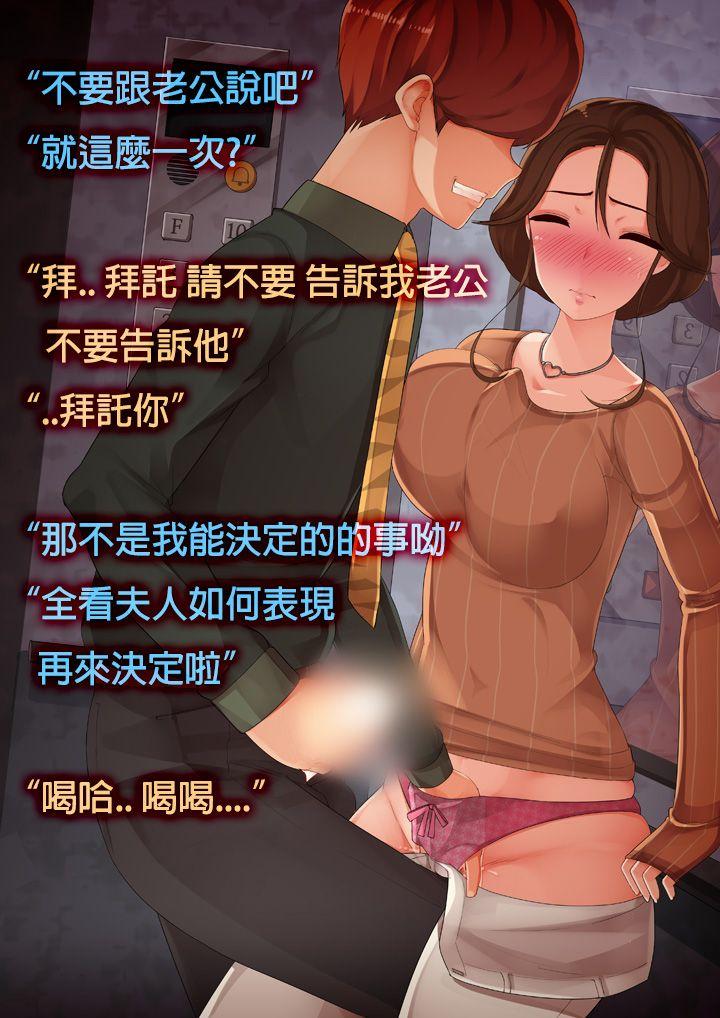 “不要跟老公說吧”
“就這麼一次?”
F 10
“拜.. 拜託 請不要 告訴我老公
不要告訴他”
“..拜託你”
“那不是我能決定的的事呦”
“全看夫人如何表現
再來決定啦”
“喝哈.. 喝喝....”